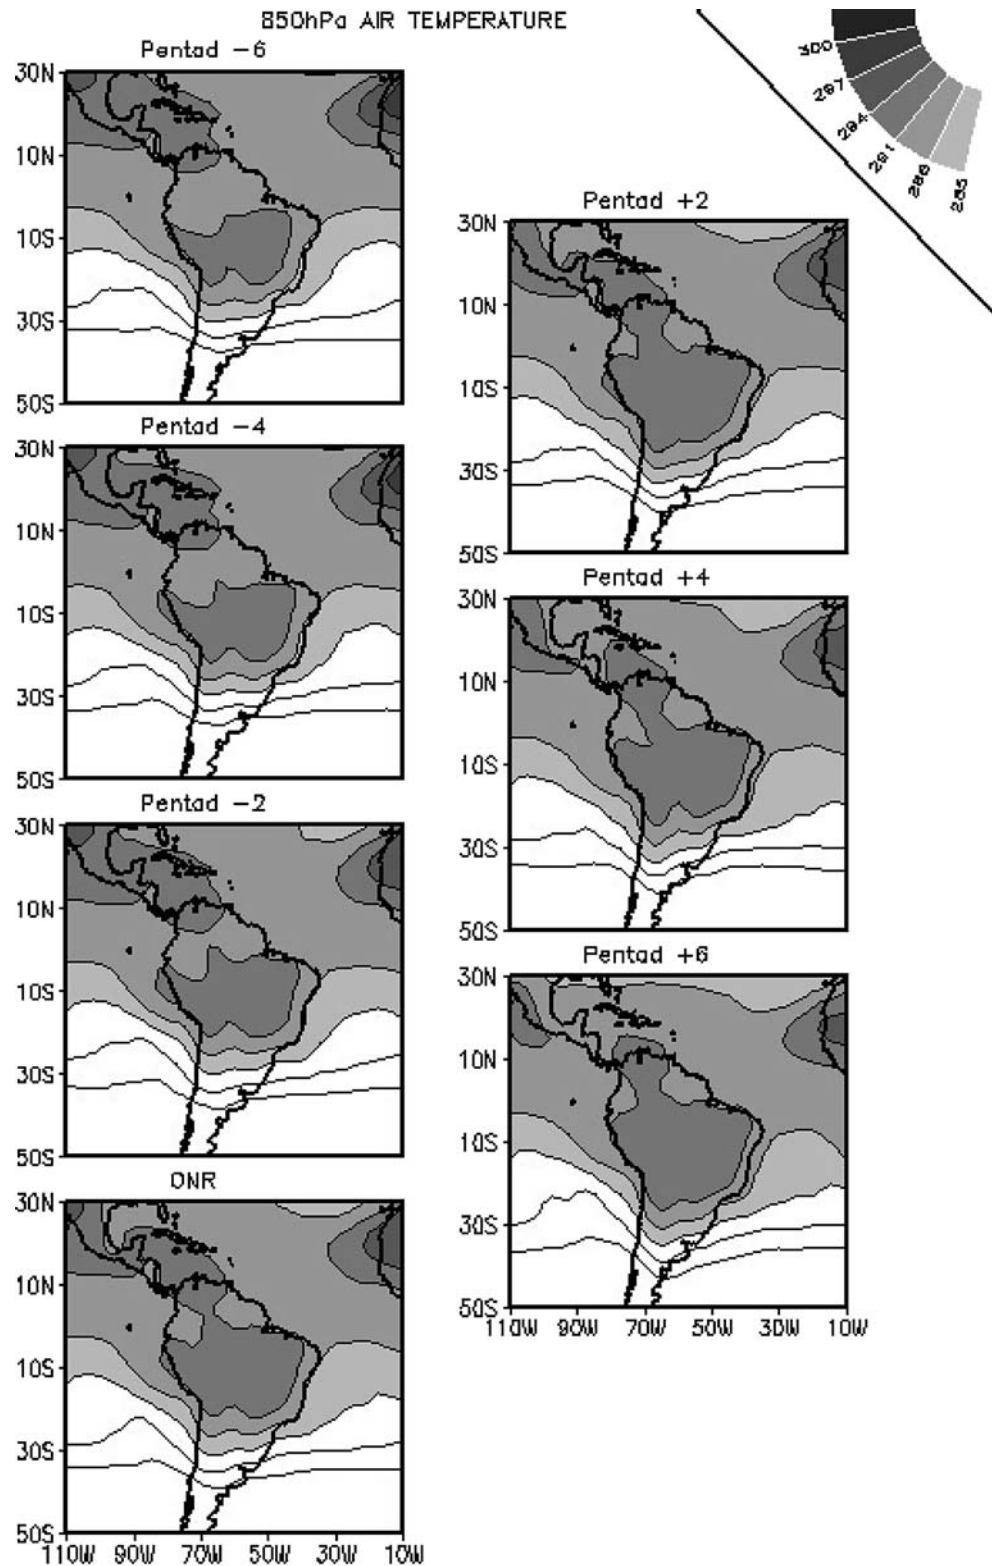 850hPa AIR TEMPERATURE
300
297
294
291
288
285
Pentad −6
30N
10N
10S
30S
50S
Pentad −4
30N
10N
10S
30S
50S
Pentad −2
30N
10N
10S
30S
50S
ONR
30N
10N
10S
30S
50S
110W 90W 70W 50W 30W 10W
Pentad +2
30N
10N
10S
30S
50S
Pentad +4
30N
10N
10S
30S
50S
Pentad +6
30N
10N
10S
30S
50S
110W 90W 70W 50W 30W 10W